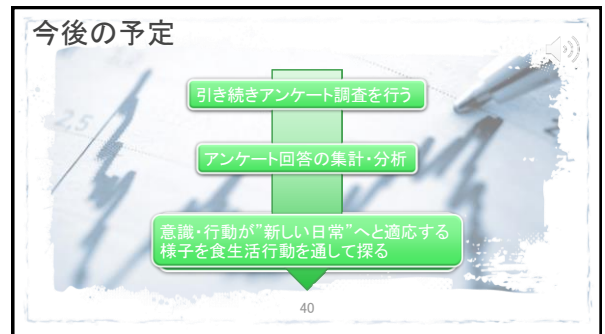 今後の予定
2.5
引き続きアンケート調査を行う
アンケート回答の集計・分析
意識・行動が”新しい日常”へと適応する
様子を食生活行動を通して探る
40